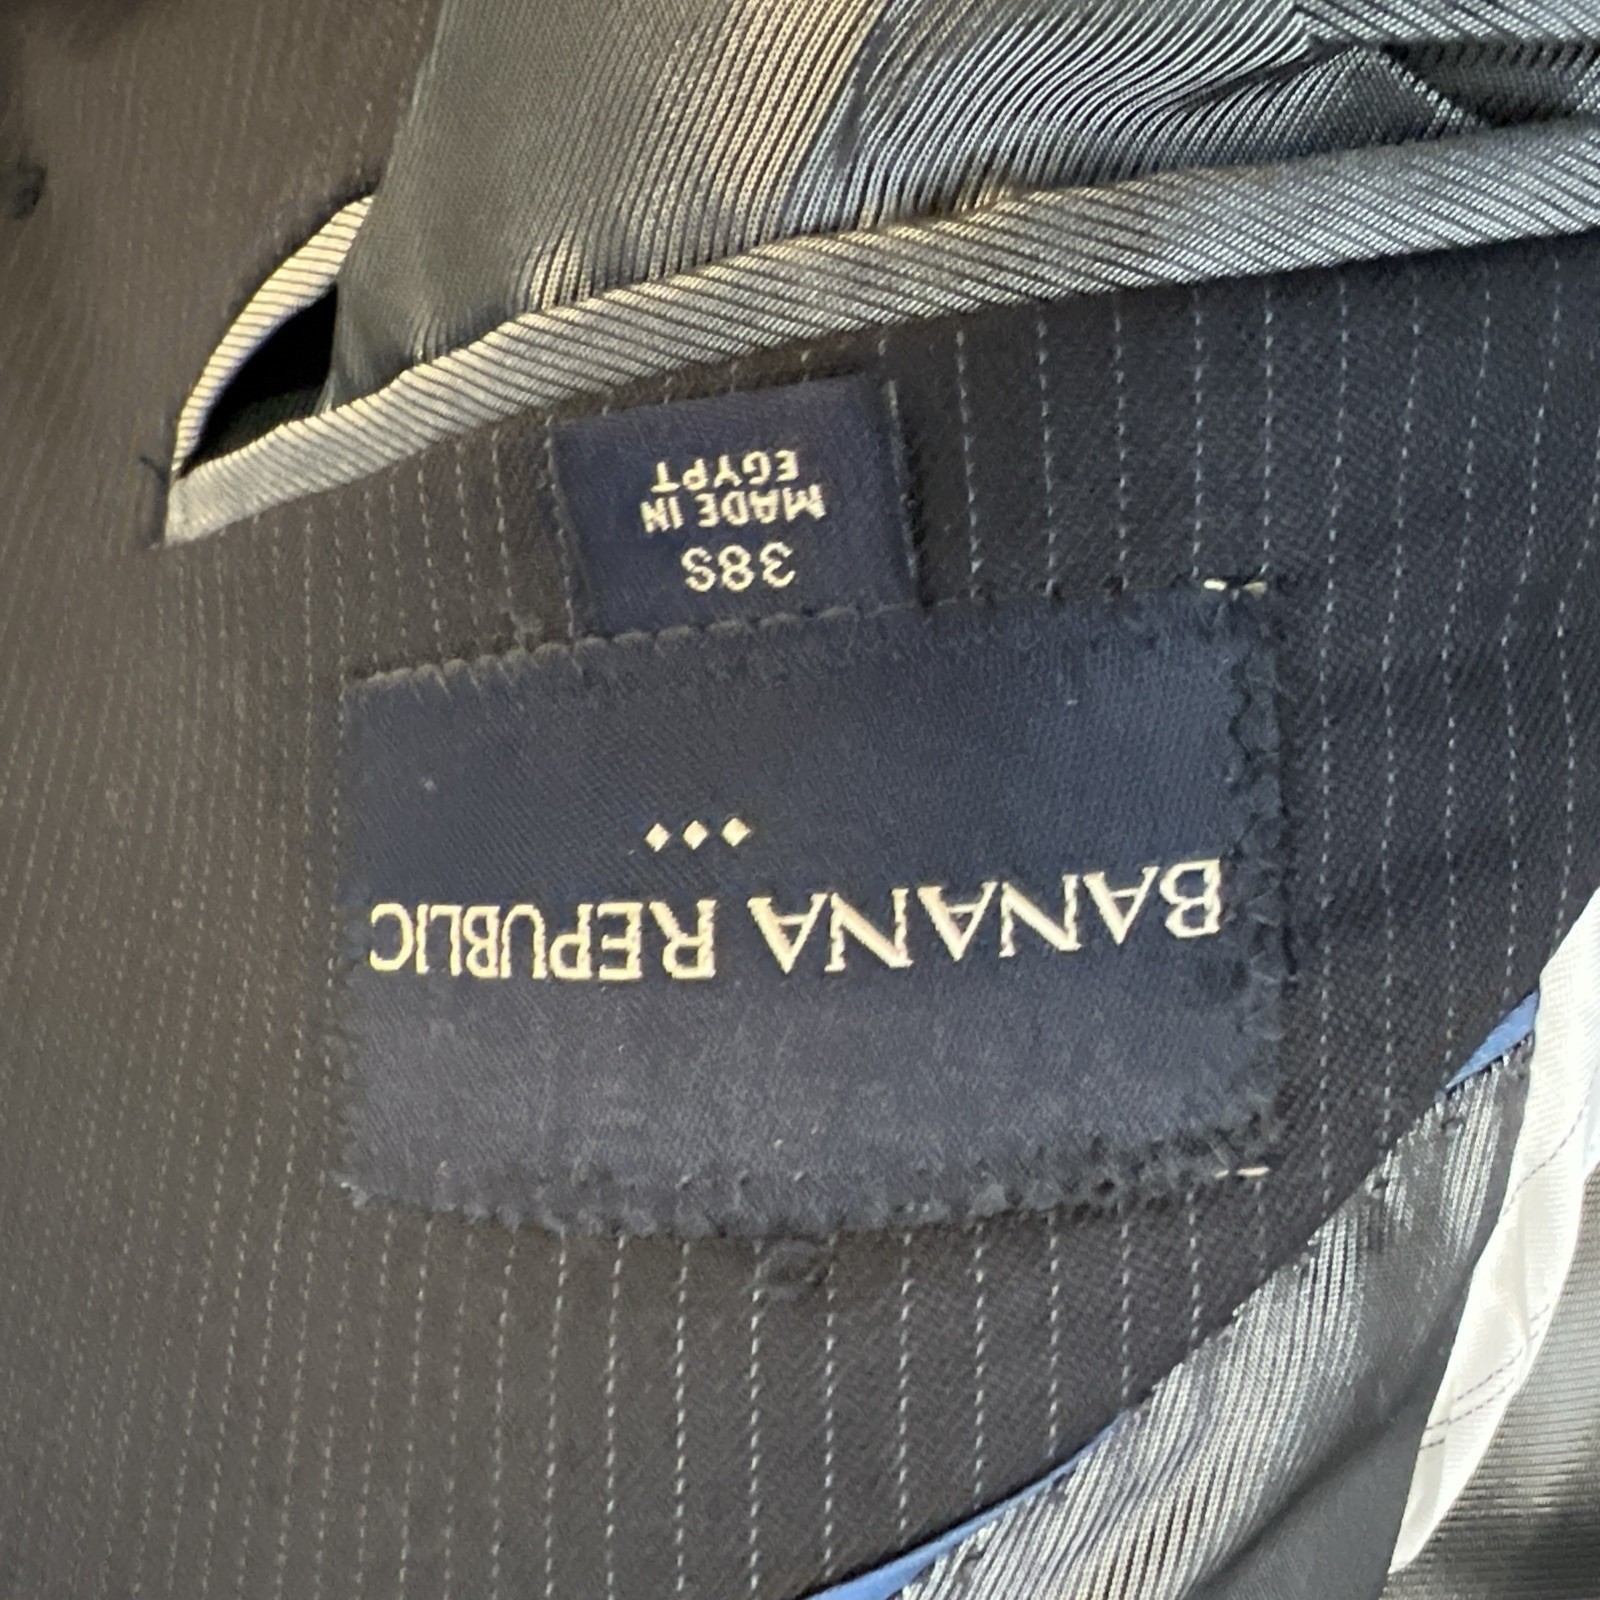 BANANA REPUBLIC
38S
MADE IN
EGYPT